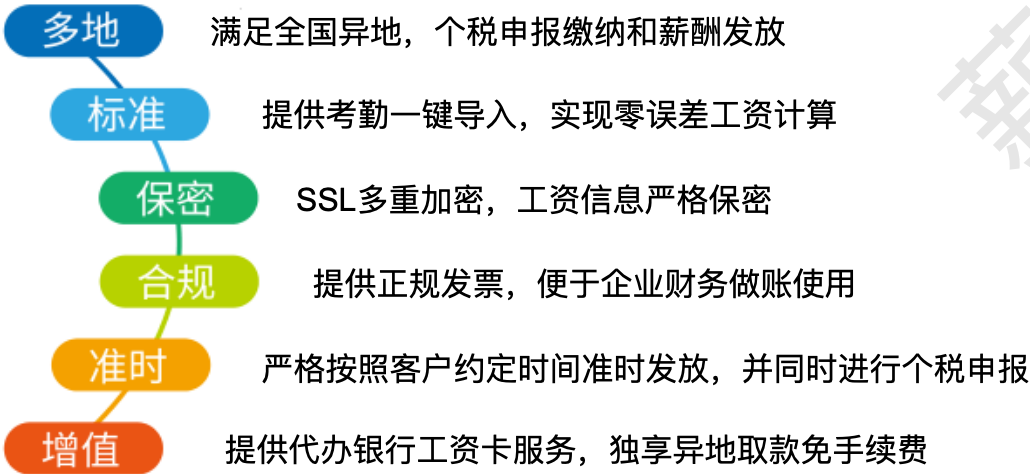 多地 满足全国异地，个税申报缴纳和薪酬发放
标准 提供考勤一键导入，实现零误差工资计算
保密 SSL多重加密，工资信息严格保密
合规 提供正规发票，便于企业财务做账使用
准时 严格按照客户约定时间准时发放，并同时进行个税申报
增值 提供代办银行工资卡服务，独享异地取款免手续费